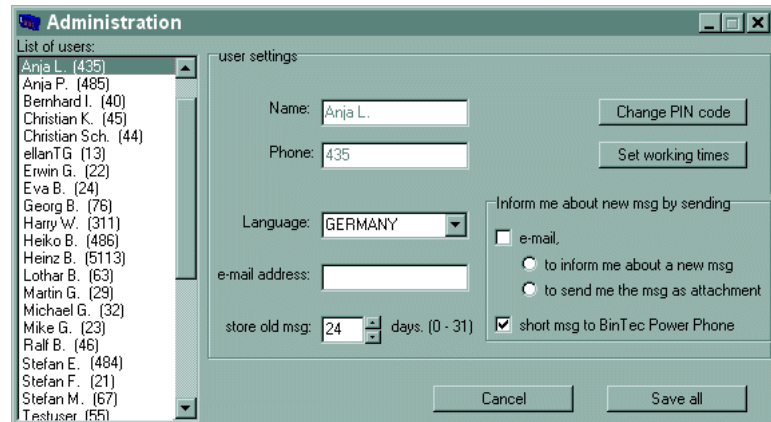 Administration
List of users:
Anja L. (435)
Anja P. (485)
Bernhard I. (40)
Christian K. (45)
Christian Sch. (44)
ellanTG (13)
Erwin G. (22)
Eva B. (24)
Georg B. (76)
Harry W. (311)
Heiko B. (486)
Heinz B. (5113)
Lothar B. (63)
Martin G. (29)
Michael G. (32)
Mike G. (23)
Ralf B. (46)
Stefan E. (484)
Stefan F. (21)
Stefan M. (67)
Testuser (55)
user settings
Name: Anja L.
Change PIN code
Phone: 435
Set working times
Language: GERMANY
e-mail address:
store old msg: 24 days. (0 - 31)
Inform me about new msg by sending
e-mail,
to inform me about a new msg
to send me the msg as attachment
short msg to BinTec Power Phone
Cancel
Save all